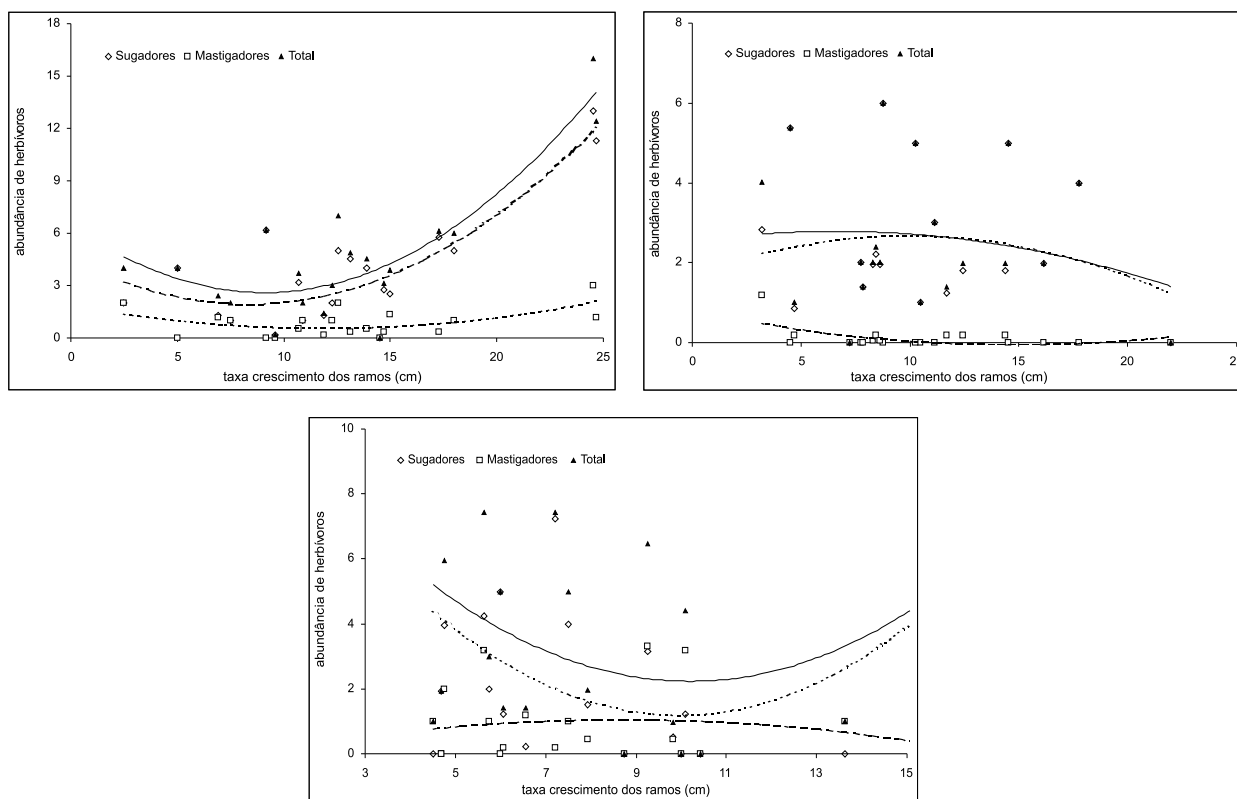 18
15
12
9
6
3
0
abundância de herbívoros
Sugadores Mastigadores Total
0 5 10 15 20 25
taxa crescimento dos ramos (cm)
8
6
4
2
0
abundância de herbívoros
Sugadores Mastigadores Total
0 5 10 15 20 25
taxa crescimento dos ramos (cm)
10
8
6
4
2
0
abundância de herbívoros
Sugadores Mastigadores Total
3 5 7 9 11 13 15
taxa crescimento dos ramos (cm)